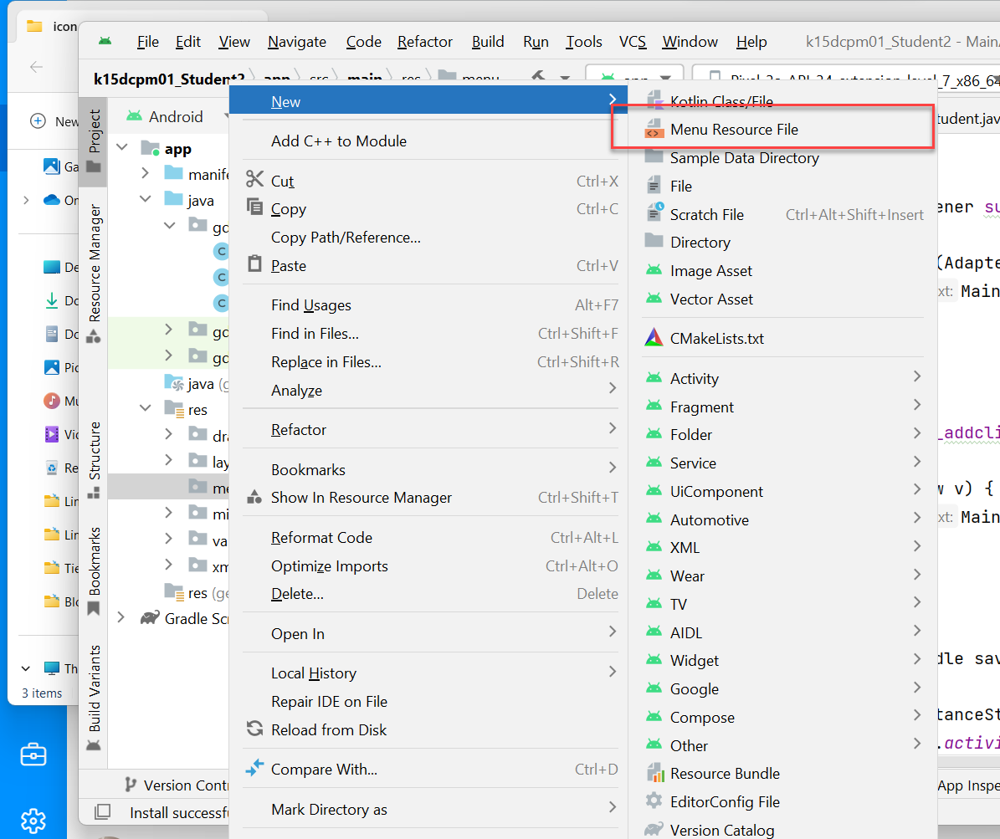 icon
File Edit View Navigate Code Refactor Build Run Tools VCS Window Help k15dcpm01_Student2 - MainA
k15dcpm01_Student2 app src main res menu app Pixel_2a_API_24_extension_level_7_x86_64
New
Project
Android
New
Kotlin Class/File
tudent.jav
Menu Resource File
Add C++ to Module
app
Ga
manife
Sample Data Directory
Cut Ctrl+X
File
On
java
Copy Ctrl+C
ener su
Resource Manager
gd
Copy Path/Reference...
Scratch File Ctrl+Alt+Shift+Insert
C
Directory
De
Paste Ctrl+V
(Adapte
C
Image Asset
xt: Main
Do
C
Find Usages Alt+F7
Vector Asset
Do
gd
Find in Files... Ctrl+Shift+F
CMakeLists.txt
Pic
gd
Replace in Files... Ctrl+Shift+R
java (g
Analyze
Activity
Mu
res
Fragment
Vic
dra
Refactor
Folder
_addcli
Structure
lay
Bookmarks
Service
Re
me
Show In Resource Manager Ctrl+Shift+T
UiComponent
w v) {
Lin
mi
Automotive
xt: Main
Lin
va
Reformat Code Ctrl+Alt+L
XML
Bookmarks
Tie
xm
Optimize Imports Ctrl+Alt+O
Wear
Blo
res (ge
Delete... Delete
TV
Gradle Scr
Open In
AIDL
Build Variants
Th
Local History
Widget
dle sav
3 items
Repair IDE on File
Google
Reload from Disk
Compose
tanceSt
Other
.activi
Compare With... Ctrl+D
Resource Bundle
Version Contr
App Inspe
EditorConfig File
Install successfu
Mark Directory as
Version Catalog